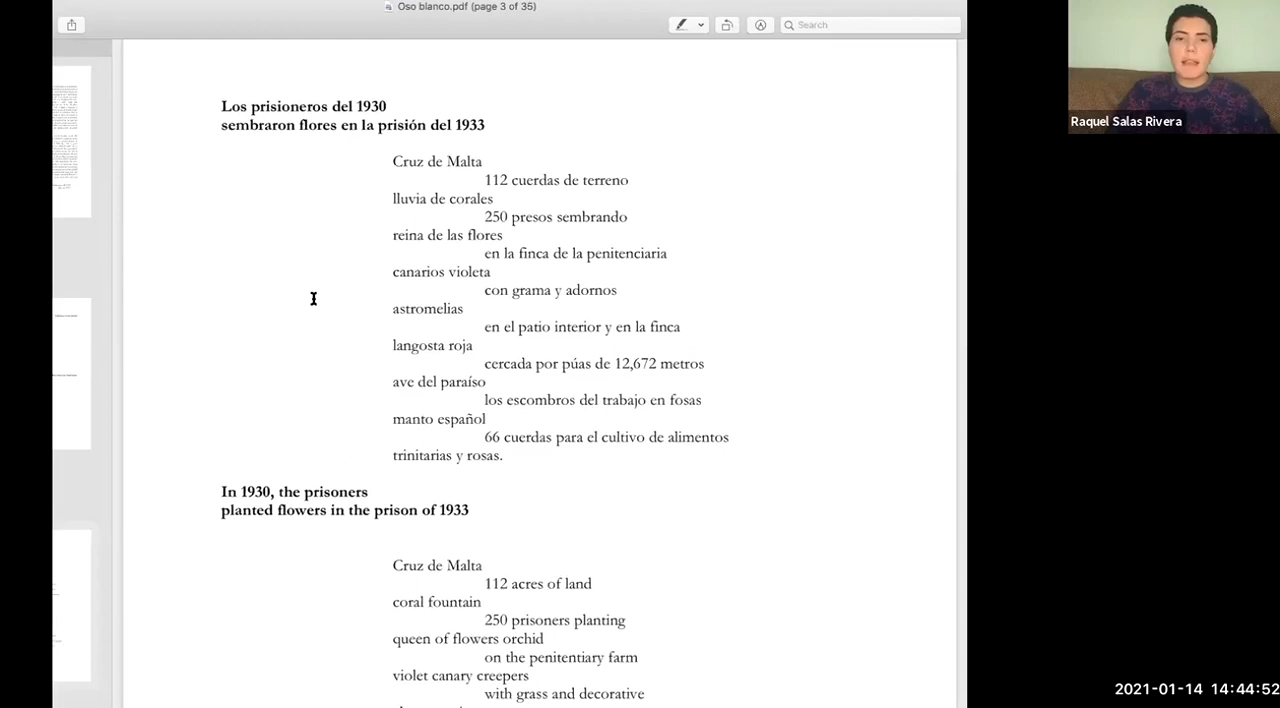 Oso blanco.pdf (page 3 of 35)
Search
Los prisioneros del 1930
sembraron flores en la prisión del 1933
Cruz de Malta
112 cuerdas de terreno
lluvia de corales
250 presos sembrando
reina de las flores
en la finca de la penitenciaria
canarios violeta
con grama y adornos
astromelias
en el patio interior y en la finca
langosta roja
cercada por púas de 12,672 metros
ave del paraíso
los escombros del trabajo en fosas
manto español
66 cuerdas para el cultivo de alimentos
trinitarias y rosas.
In 1930, the prisoners
planted flowers in the prison of 1933
Cruz de Malta
112 acres of land
coral fountain
250 prisoners planting
queen of flowers orchid
on the penitentiary farm
violet canary creepers
with grass and decorative
Raquel Salas Rivera
2021-01-14 14:44:52